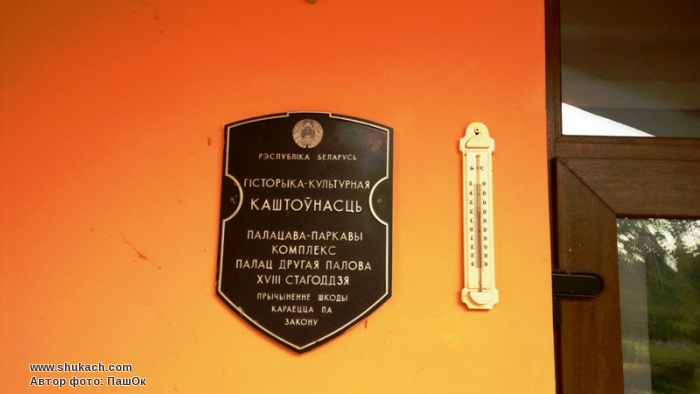 РЭСПУБЛІКА БЕЛАРУСЬ
ГІСТОРЫКА-КУЛЬТУРНАЯ
КАШТОЎНАСЦЬ
ПАЛАЦАВА-ПАРКАВЫ
КОМПЛЕКС
ПАЛАЦ ДРУГАЯ ПАЛОВА
XVIII СТАГОДДЗЯ
ПРЫЧЫНЕННЕ ШКОДЫ
КАРАЕЦЦА ПА
ЗАКОНУ
www.shukach.com
Автор фото: ПашОк